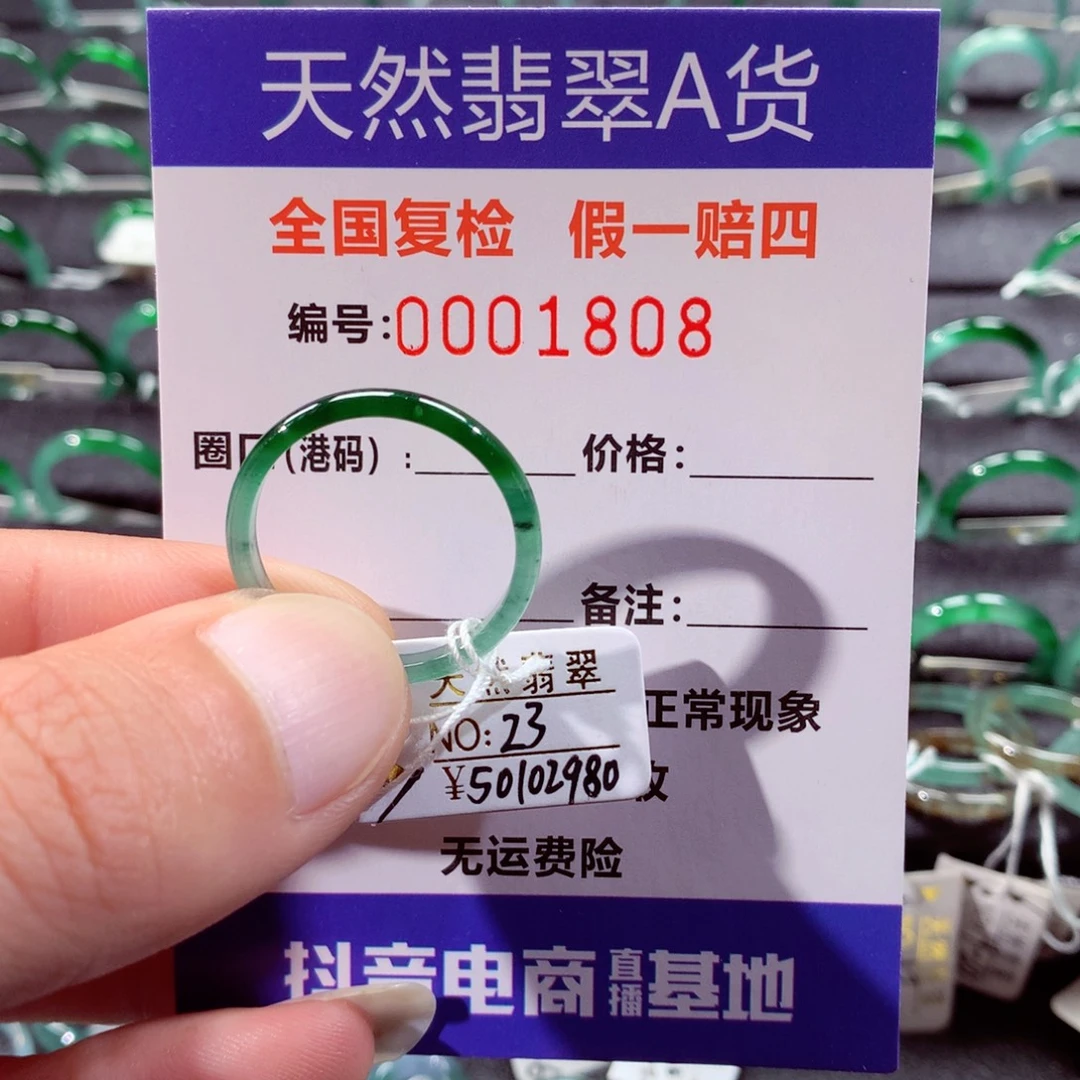 天然翡翠A货
全国复检 假一赔四
编号:0001808
圈口(港码):
价格:
备注:
正常现象
天然翡翠
NO:23
¥50102980
无运费险
抖音电商直播基地